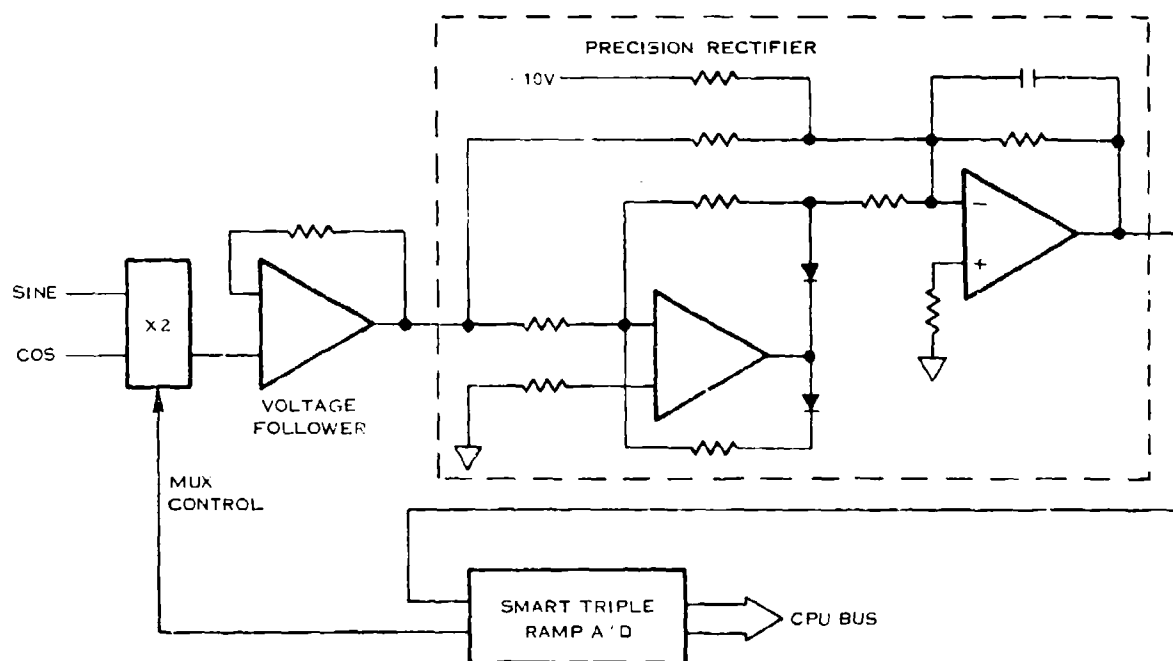 PRECISION RECTIFIER
-10V
SINE
COS
X2
VOLTAGE
FOLLOWER
-
+
MUX
CONTROL
SMART TRIPLE
RAMP A'D
CPU BUS